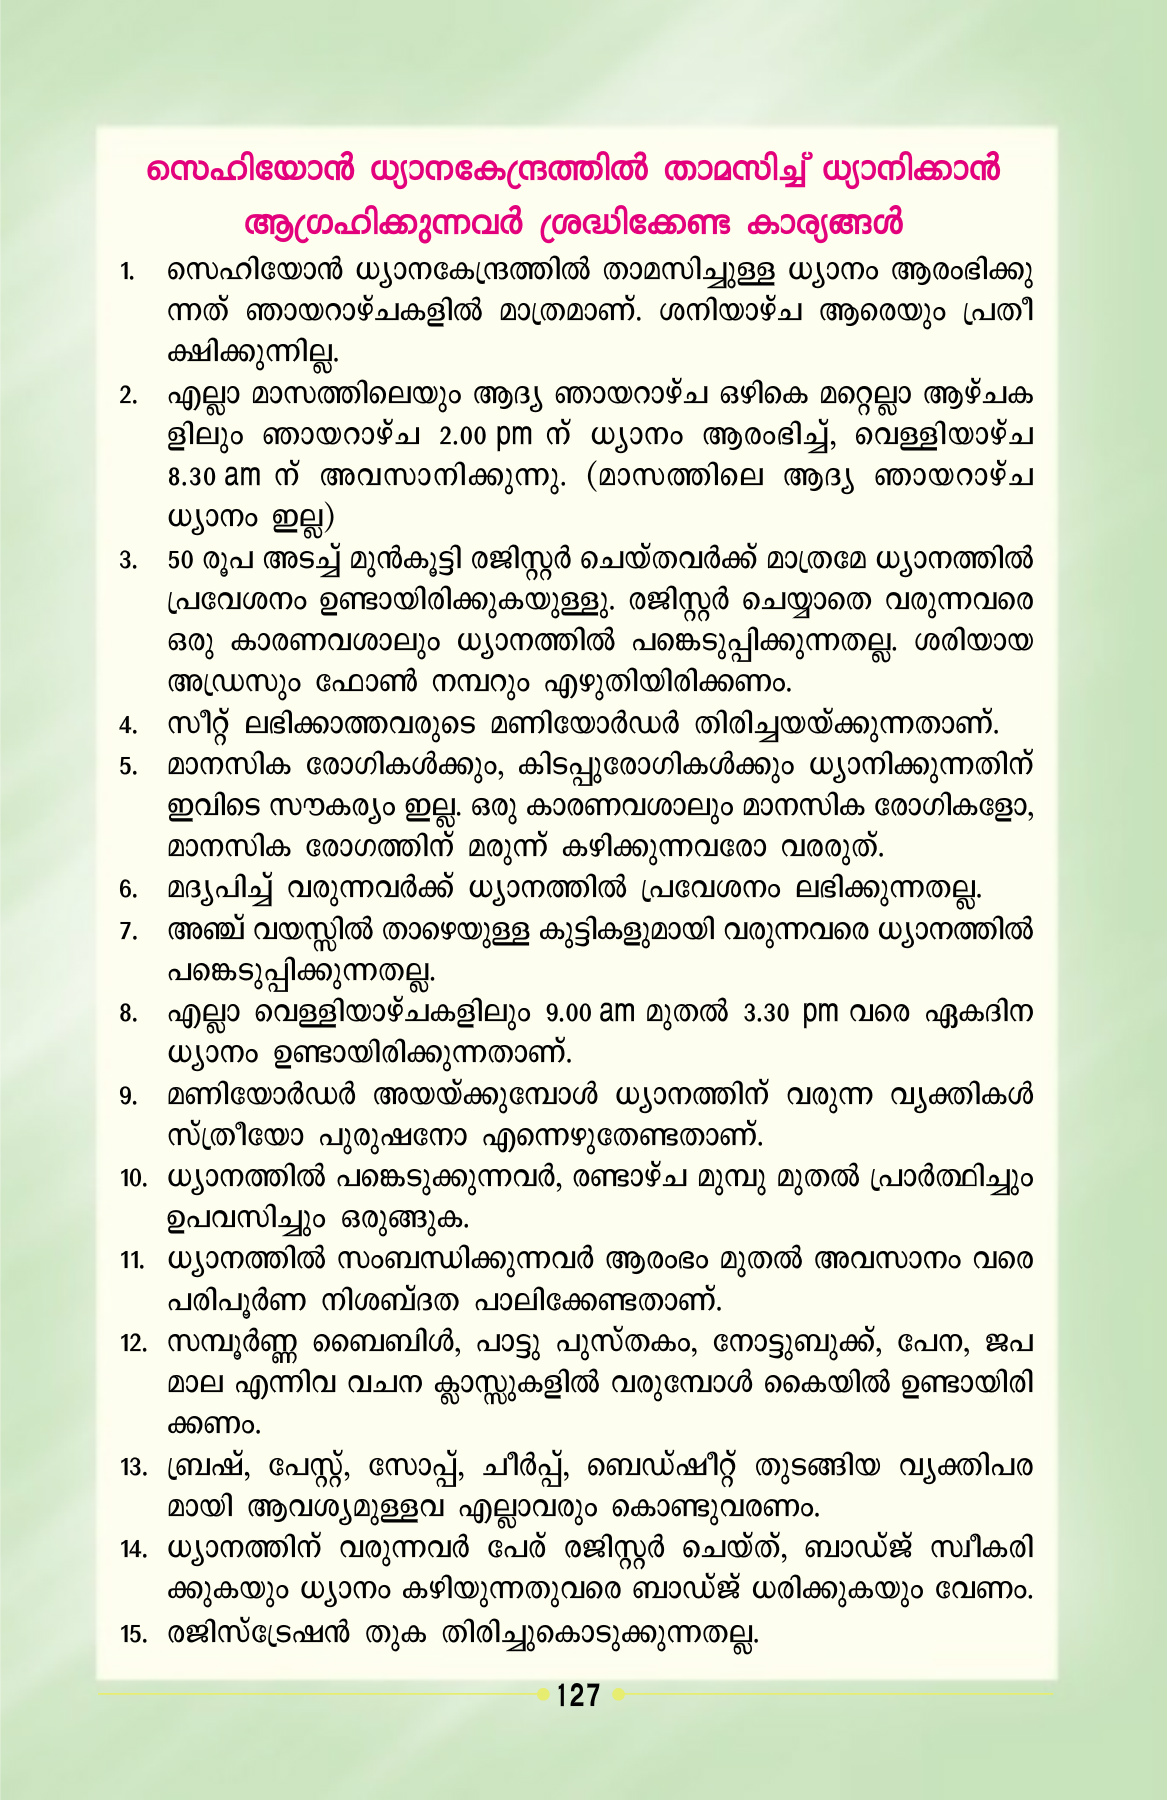 സെഹിയോൻ ധ്യാനകേന്ദ്രത്തിൽ താമസിച്ച് ധ്യാനിക്കാൻ
ആഗ്രഹിക്കുന്നവർ ശ്രദ്ധിക്കേണ്ട കാര്യങ്ങൾ
1. സെഹിയോൻ ധ്യാനകേന്ദ്രത്തിൽ താമസിച്ചുള്ള ധ്യാനം ആരംഭിക്കു
ന്നത് ഞായറാഴ്ചകളിൽ മാത്രമാണ്. ശനിയാഴ്ച ആരെയും പ്രതീ
ക്ഷിക്കുന്നില്ല.
2. എല്ലാ മാസത്തിലെയും ആദ്യ ഞായറാഴ്ച ഒഴികെ മറ്റെല്ലാ ആഴ്ചക
ളിലും ഞായറാഴ്ച 2.00 pm ന് ധ്യാനം ആരംഭിച്ച്, വെള്ളിയാഴ്ച
8.30 am ന് അവസാനിക്കുന്നു. (മാസത്തിലെ ആദ്യ ഞായറാഴ്ച
ധ്യാനം ഇല്ല)
3. 50 രൂപ അടച്ച് മുൻകൂട്ടി രജിസ്റ്റർ ചെയ്തവർക്ക് മാത്രമേ ധ്യാനത്തിൽ
പ്രവേശനം ഉണ്ടായിരിക്കുകയുള്ളു. രജിസ്റ്റർ ചെയ്യാതെ വരുന്നവരെ
ഒരു കാരണവശാലും ധ്യാനത്തിൽ പങ്കെടുപ്പിക്കുന്നതല്ല. ശരിയായ
അഡ്രസും ഫോൺ നമ്പറും എഴുതിയിരിക്കണം.
4. സീറ്റ് ലഭിക്കാത്തവരുടെ മണിയോർഡർ തിരിച്ചയയ്ക്കുന്നതാണ്.
5. മാനസിക രോഗികൾക്കും, കിടപ്പുരോഗികൾക്കും ധ്യാനിക്കുന്നതിന്
ഇവിടെ സൗകര്യം ഇല്ല. ഒരു കാരണവശാലും മാനസിക രോഗികളോ,
മാനസിക രോഗത്തിന് മരുന്ന് കഴിക്കുന്നവരോ വരരുത്.
6. മദ്യപിച്ച് വരുന്നവർക്ക് ധ്യാനത്തിൽ പ്രവേശനം ലഭിക്കുന്നതല്ല.
7. അഞ്ച് വയസ്സിൽ താഴെയുള്ള കുട്ടികളുമായി വരുന്നവരെ ധ്യാനത്തിൽ
പങ്കെടുപ്പിക്കുന്നതല്ല.
8. എല്ലാ വെള്ളിയാഴ്ചകളിലും 9.00 am മുതൽ 3.30 pm വരെ ഏകദിന
ധ്യാനം ഉണ്ടായിരിക്കുന്നതാണ്.
9. മണിയോർഡർ അയയ്ക്കുമ്പോൾ ധ്യാനത്തിന് വരുന്ന വ്യക്തികൾ
സ്ത്രീയോ പുരുഷനോ എന്നെഴുതേണ്ടതാണ്.
10. ധ്യാനത്തിൽ പങ്കെടുക്കുന്നവർ, രണ്ടാഴ്ച മുമ്പു മുതൽ പ്രാർത്ഥിച്ചും
ഉപവസിച്ചും ഒരുങ്ങുക.
11. ധ്യാനത്തിൽ സംബന്ധിക്കുന്നവർ ആരംഭം മുതൽ അവസാനം വരെ
പരിപൂർണ നിശബ്ദത പാലിക്കേണ്ടതാണ്.
12. സമ്പൂർണ്ണ ബൈബിൾ, പാട്ടു പുസ്തകം, നോട്ടുബുക്ക്, പേന, ജപ
മാല എന്നിവ വചന ക്ലാസ്സുകളിൽ വരുമ്പോൾ കൈയിൽ ഉണ്ടായിരി
ക്കണം.
13. ബ്രഷ്, പേസ്റ്റ്, സോപ്പ്, ചീർപ്പ്, ബെഡ്ഷീറ്റ് തുടങ്ങിയ വ്യക്തിപര
മായി ആവശ്യമുള്ളവ എല്ലാവരും കൊണ്ടുവരണം.
14. ധ്യാനത്തിന് വരുന്നവർ പേര് രജിസ്റ്റർ ചെയ്ത്, ബാഡ്ജ് സ്വീകരി
ക്കുകയും ധ്യാനം കഴിയുന്നതുവരെ ബാഡ്ജ് ധരിക്കുകയും വേണം.
15. രജിസ്ട്രേഷൻ തുക തിരിച്ചുകൊടുക്കുന്നതല്ല.
127